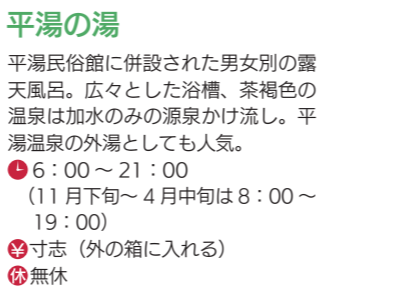 平湯の湯
平湯民俗館に併設された男女別の露
天風呂。広々とした浴槽、茶褐色の
温泉は加水のみの源泉かけ流し。平
湯温泉の外湯としても人気。
6：00 ～ 21：00
（11 月下旬～ 4 月中旬は 8：00 ～
19：00）
¥寸志（外の箱に入れる）
休無休